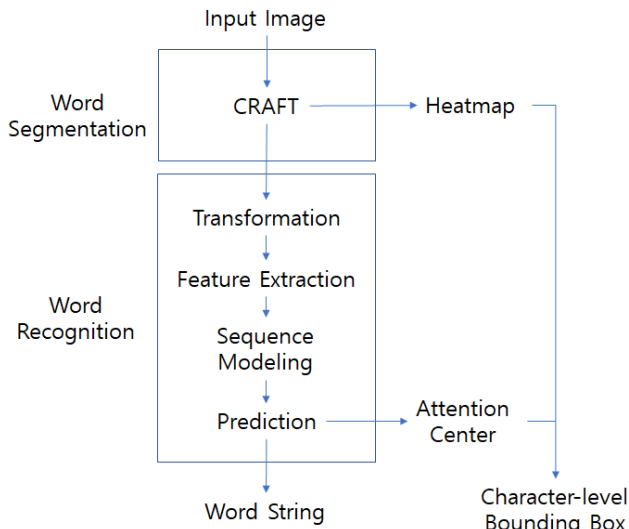 Input Image
Word
Segmentation
CRAFT
Heatmap
Transformation
Feature Extraction
Word
Recognition
Sequence
Modeling
Prediction
Attention
Center
Word String
Character-level
Bounding Box